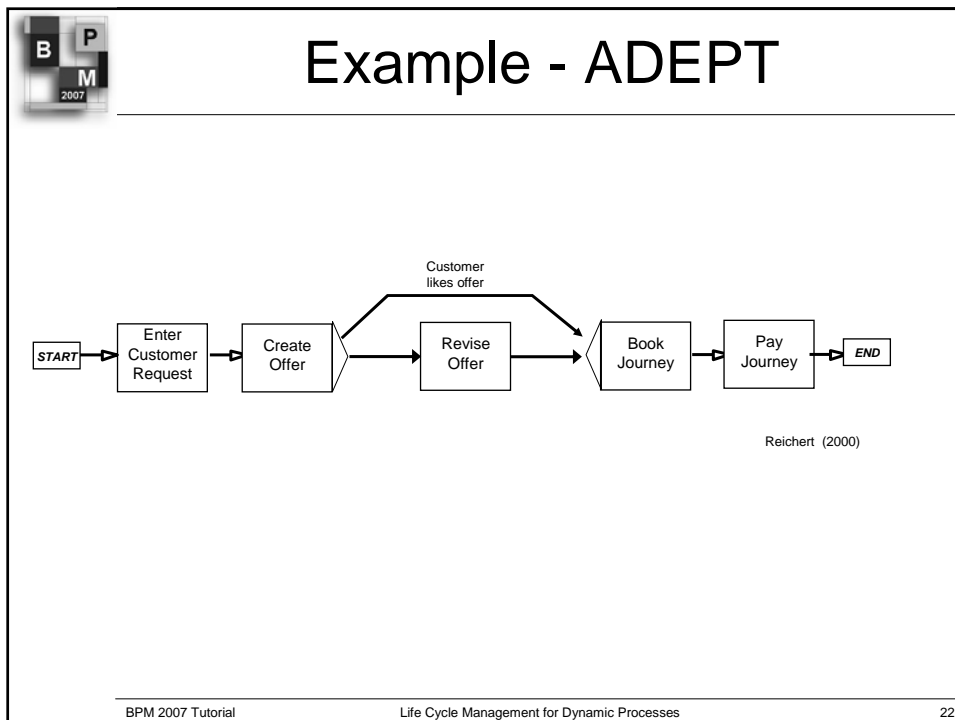 B P
M
2007
Example - ADEPT
Customer
likes offer
START
Enter
Customer
Request
Create
Offer
Revise
Offer
Book
Journey
Pay
Journey
END
Reichert (2000)
BPM 2007 Tutorial
Life Cycle Management for Dynamic Processes
22